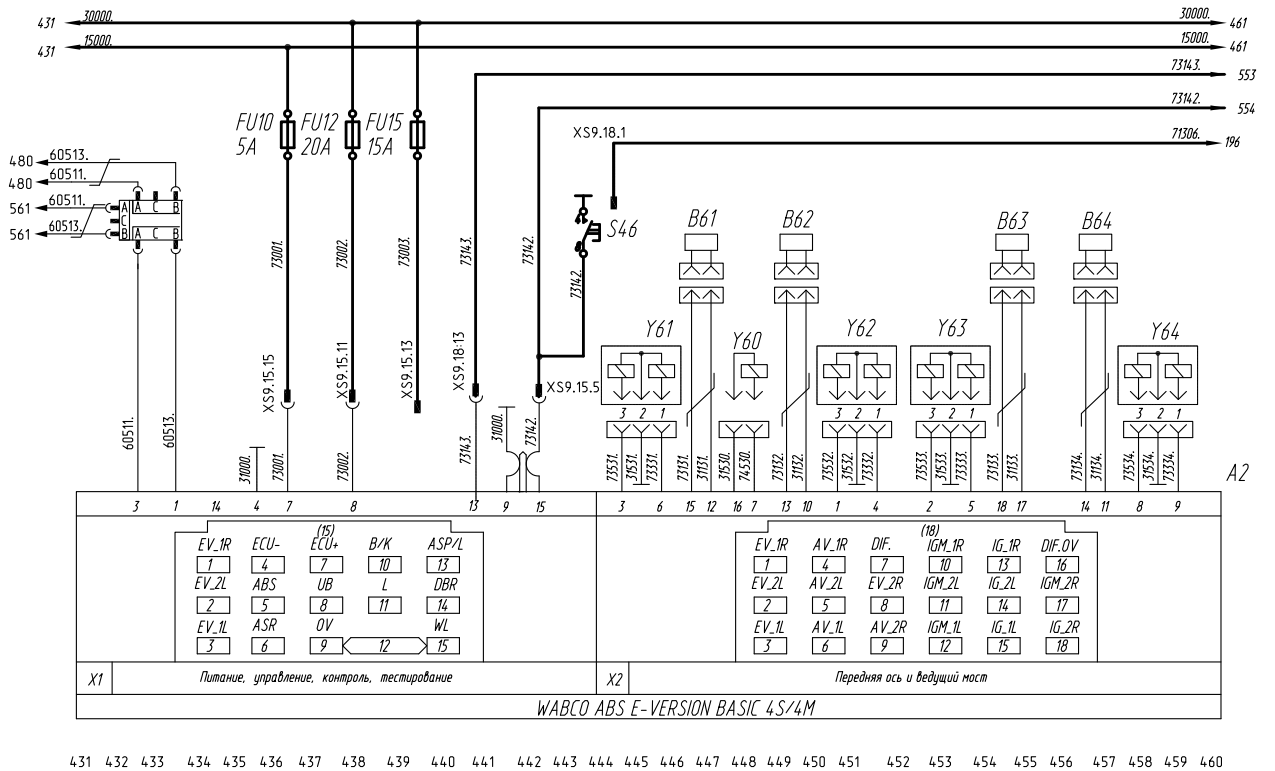 431 30000. 30000. 461
431 15000. 15000. 461
73143. 553
73142. 554
71306. 196
FU10 FU12 FU15
5A 20A 15A
XS9.18.1
480 60513.
480 60511.
561 60511.
561 60513.
A C B
A
C
B A C B
S46
B61 B62 B63 B64
73001. 73002. 73003. 73143. 73142. 73142.
Y61 Y60 Y62 Y63 Y64
XS9.15.15 XS9.15.11 XS9.15.13 XS9.18:13 XS9.15.5
3 2 1 3 2 1 3 2 1 3 2 1
60511. 60513. 31000. 73001. 73002. 73143. 31000. 73142.
73531. 31531. 73331. 73131. 31131. 31530. 74530. 73132. 31132. 73532. 31532. 73332. 73533. 31533. 73333. 73133. 31133. 73134. 31134. 73534. 31534. 73334.
A2
3 1 14 4 7 8 13 9 15 3 6 15 12 16 7 13 10 1 4 2 5 18 17 14 11 8 9
(15)
EV_1R ECU- ECU+ B/K ASP/L
1 4 7 10 13
EV_2L ABS UB L DBR
2 5 8 11 14
EV_1L ASR OV WL
3 6 9 12 15
(18)
EV_1R AV_1R DIF. IGM_1R IG_1R DIF.OV
1 4 7 10 13 16
EV_2L AV_2L EV_2R IGM_2L IG_2L IGM_2R
2 5 8 11 14 17
EV_1L AV_1L AV_2R IGM_1L IG_1L IG_2R
3 6 9 12 15 18
X1 Питание, управление, контроль, тестирование
X2 Передняя ось и ведущий мост
WABCO ABS E-VERSION BASIC 4S/4M
431 432 433 434 435 436 437 438 439 440 441 442 443 444 445 446 447 448 449 450 451 452 453 454 455 456 457 458 459 460